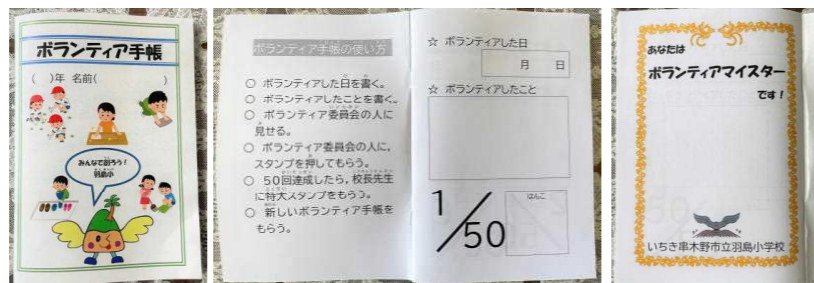 ボランティア手帳
( )年 名前( )
みんなで創ろう!
羽島小
ボランティア手帳の使い方
○ ボランティアした日を書く。
○ ボランティアしたことを書く。
○ ボランティア委員会の人に
見せる。
○ ボランティア委員会の人に,
スタンプを押してもらう。
○ 50回達成したら,校長先生
に特大スタンプをもらう。
○ 新しいボランティア手帳を
もらう。
☆ ボランティアした日
月 日
☆ ボランティアしたこと
1/50
はんこ
あなたは
ボランティアマイスター
です!
いちき串木野市立羽島小学校